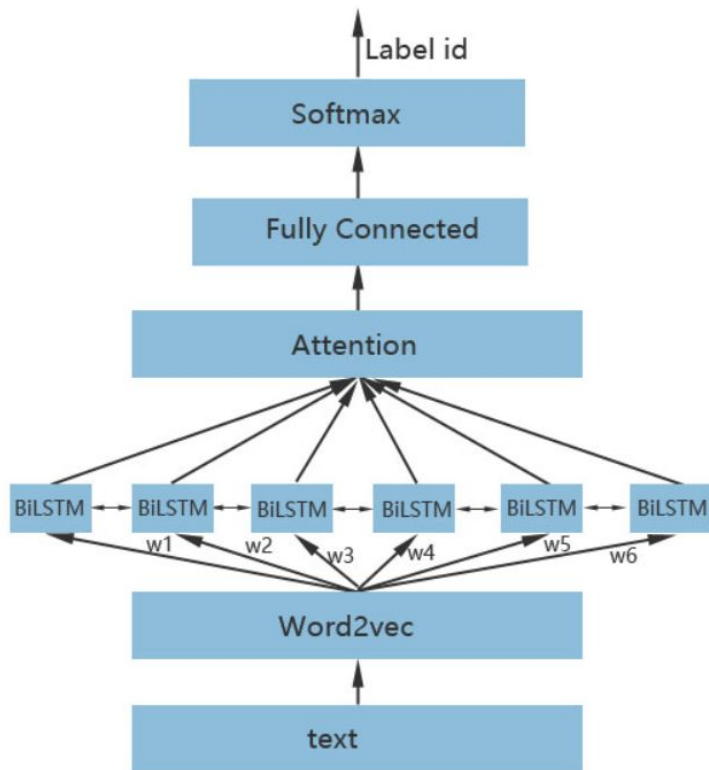 Label id
Softmax
Fully Connected
Attention
BiLSTM BiLSTM BiLSTM BiLSTM BiLSTM BiLSTM
w1 w2 w3 w4 w5 w6
Word2vec
text